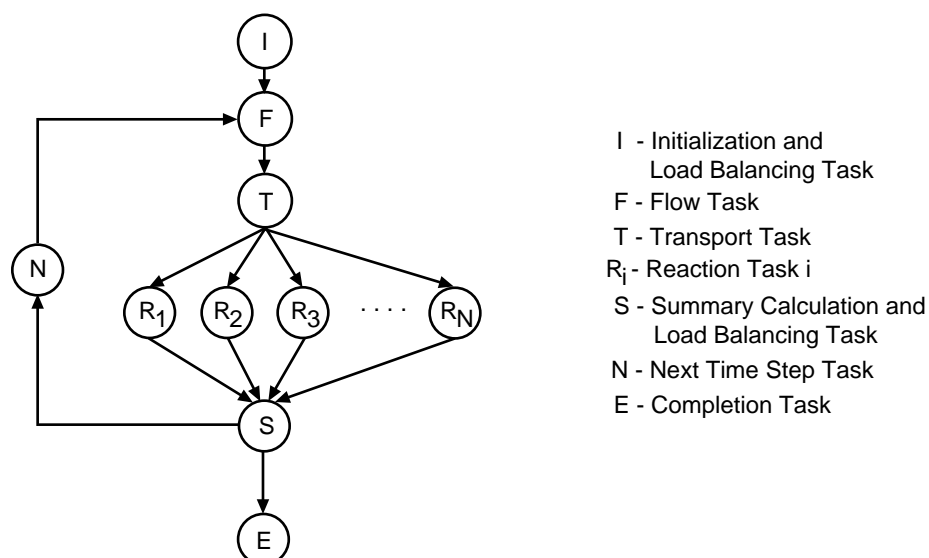 I
F
T
N
R1
R2
R3
. . . .
RN
S
E
I - Initialization and
Load Balancing Task
F - Flow Task
T - Transport Task
Ri - Reaction Task i
S - Summary Calculation and
Load Balancing Task
N - Next Time Step Task
E - Completion Task